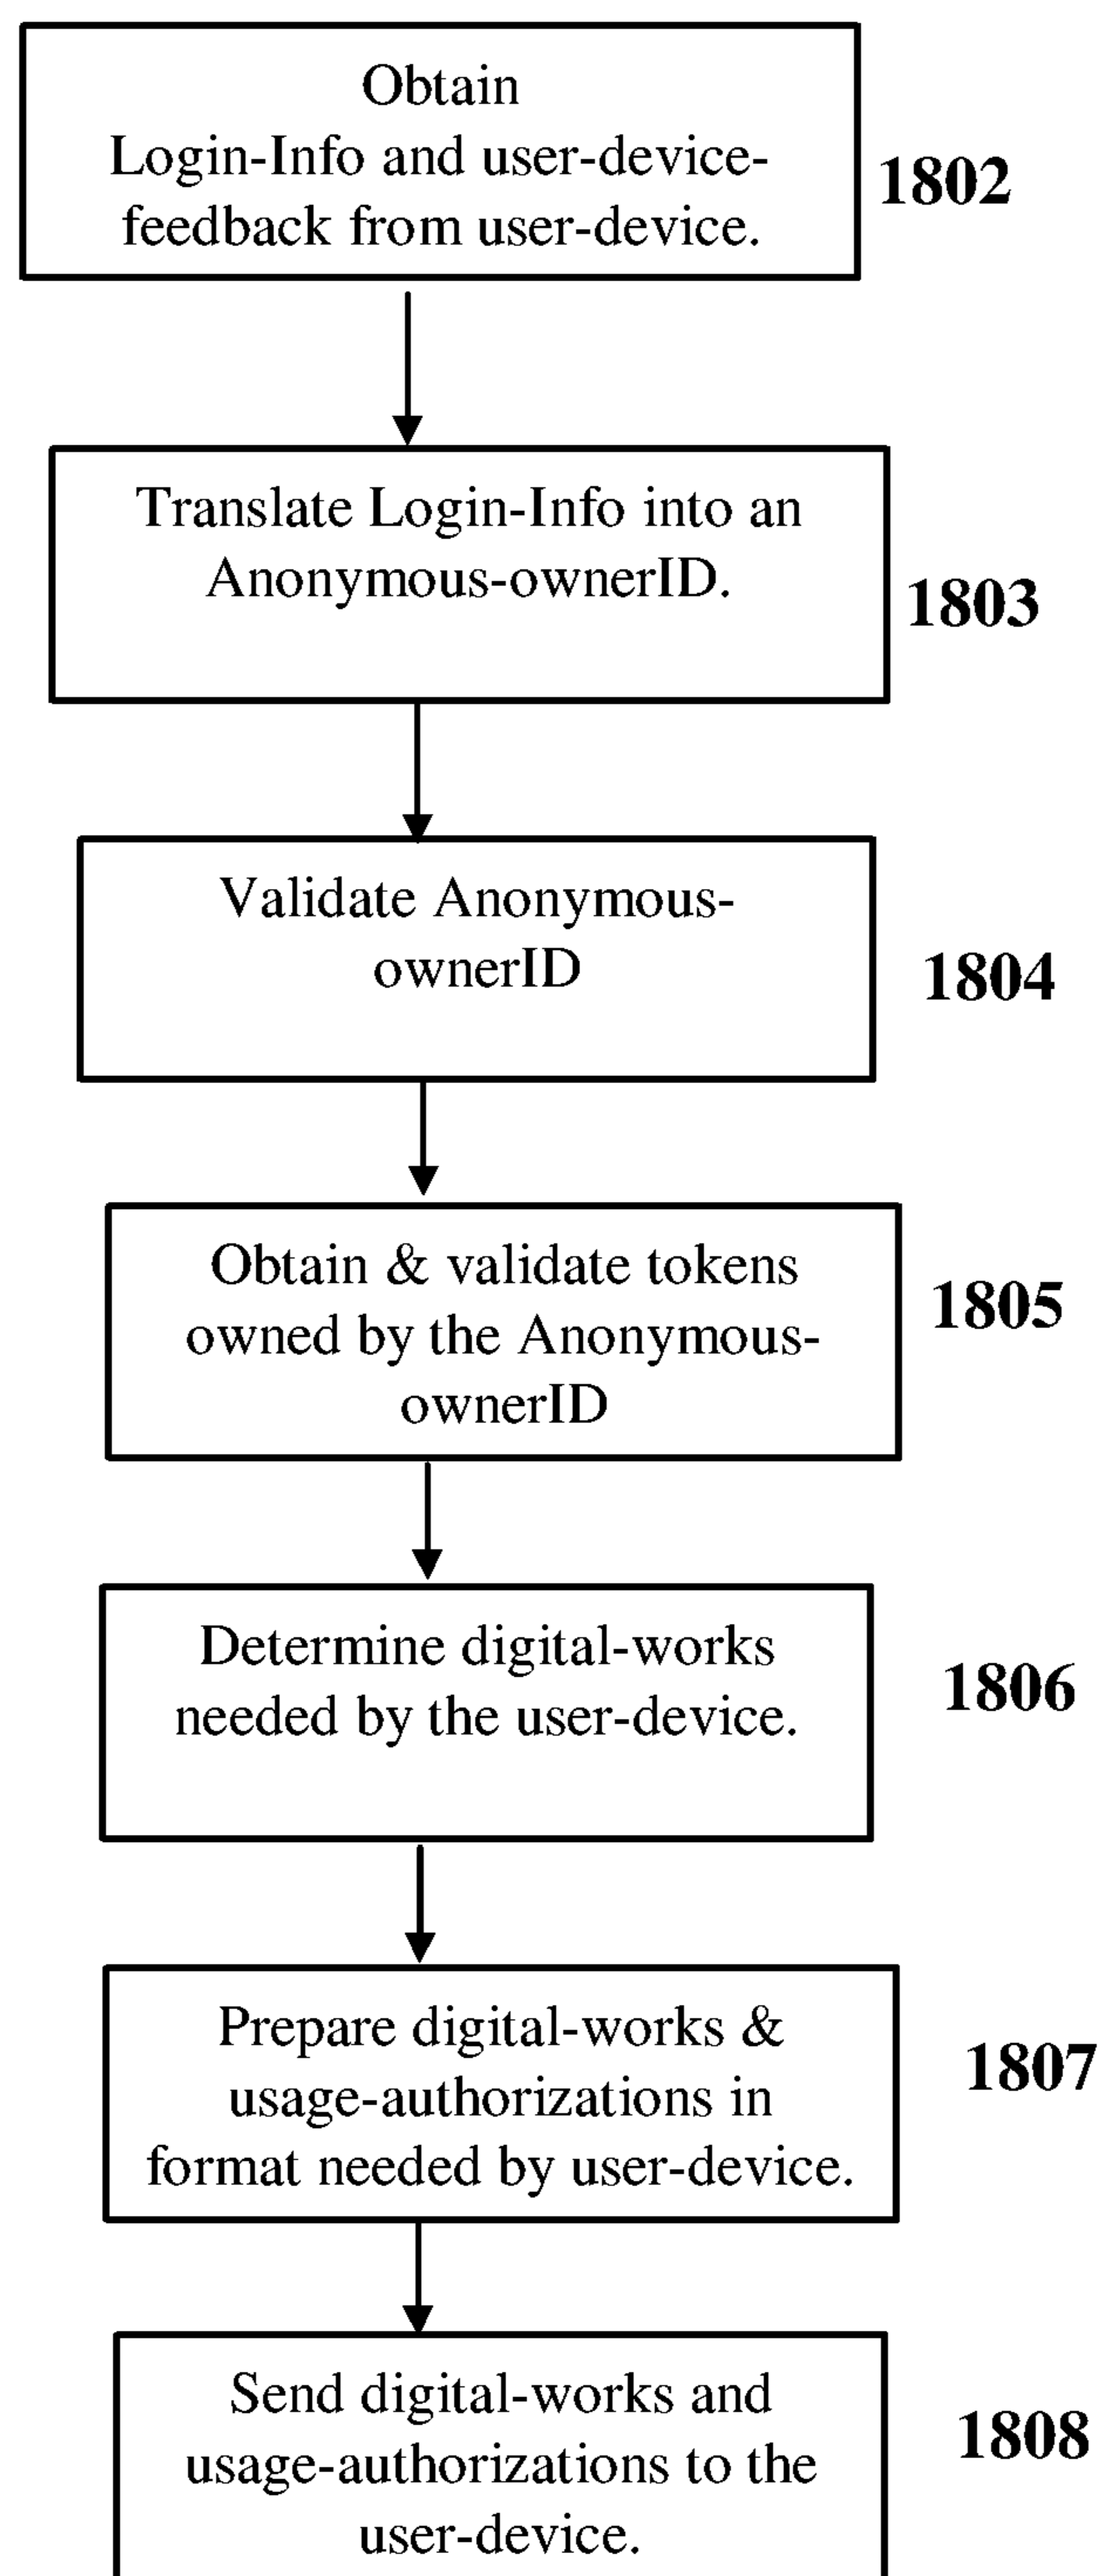 Obtain
Login-Info and user-device-
feedback from user-device.
1802
Translate Login-Info into an
Anonymous-ownerID.
1803
Validate Anonymous-
ownerID
1804
Obtain & validate tokens
owned by the Anonymous-
ownerID
1805
Determine digital-works
needed by the user-device.
1806
Prepare digital-works &
usage-authorizations in
format needed by user-device.
1807
Send digital-works and
usage-authorizations to the
user-device.
1808